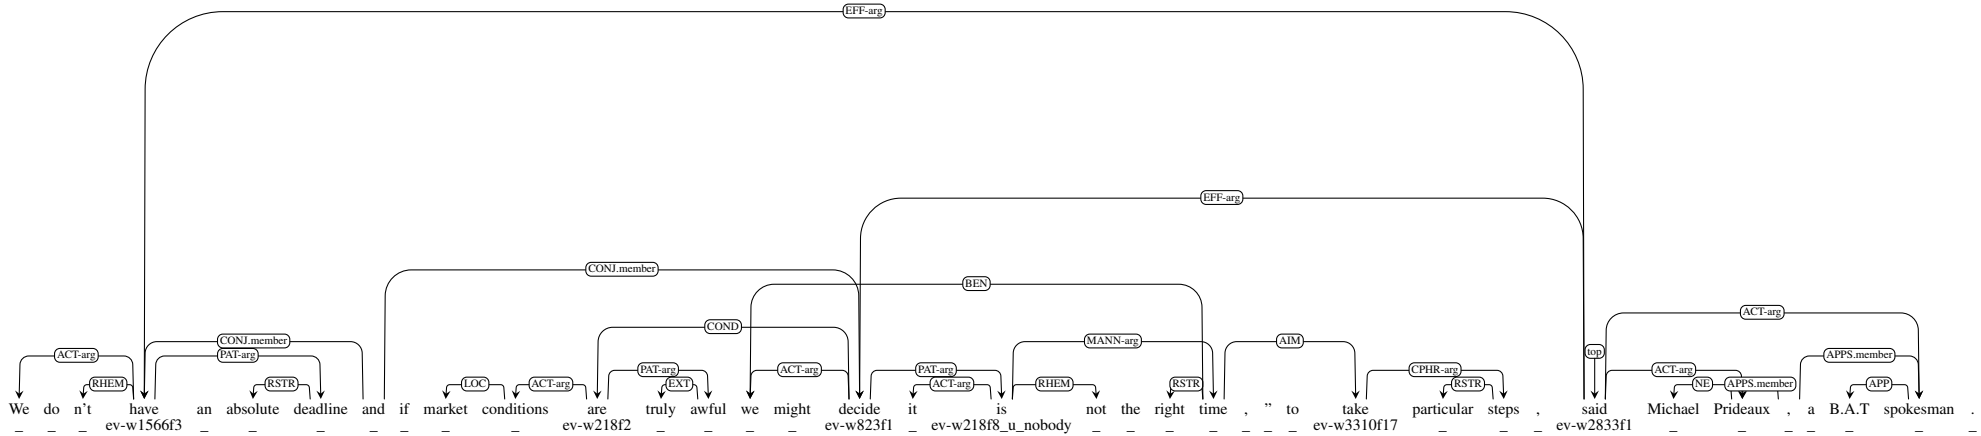 EFF-arg
EFF-arg
CONJ.member
BEN
COND ACT-arg
CONJ.member MANN-arg AIM top
ACT-arg PAT-arg PAT-arg ACT-arg PAT-arg CPHR-arg ACT-arg APPS.member
RHEM RSTR LOC ACT-arg EXT ACT-arg RHEM RSTR RSTR NE APPS.member APP
We do n't have an absolute deadline and if market conditions are truly awful we might decide it is not the right time , ” to take particular steps , said Michael Prideaux , a B.A.T spokesman .
_ _ _ ev-w1566f3 _ _ _ _ _ _ _ ev-w218f2 _ _ _ _ ev-w823f1 _ ev-w218f8_u_nobody _ _ _ _ _ _ _ ev-w3310f17 _ _ _ ev-w2833f1 _ _ _ _ _ _ _